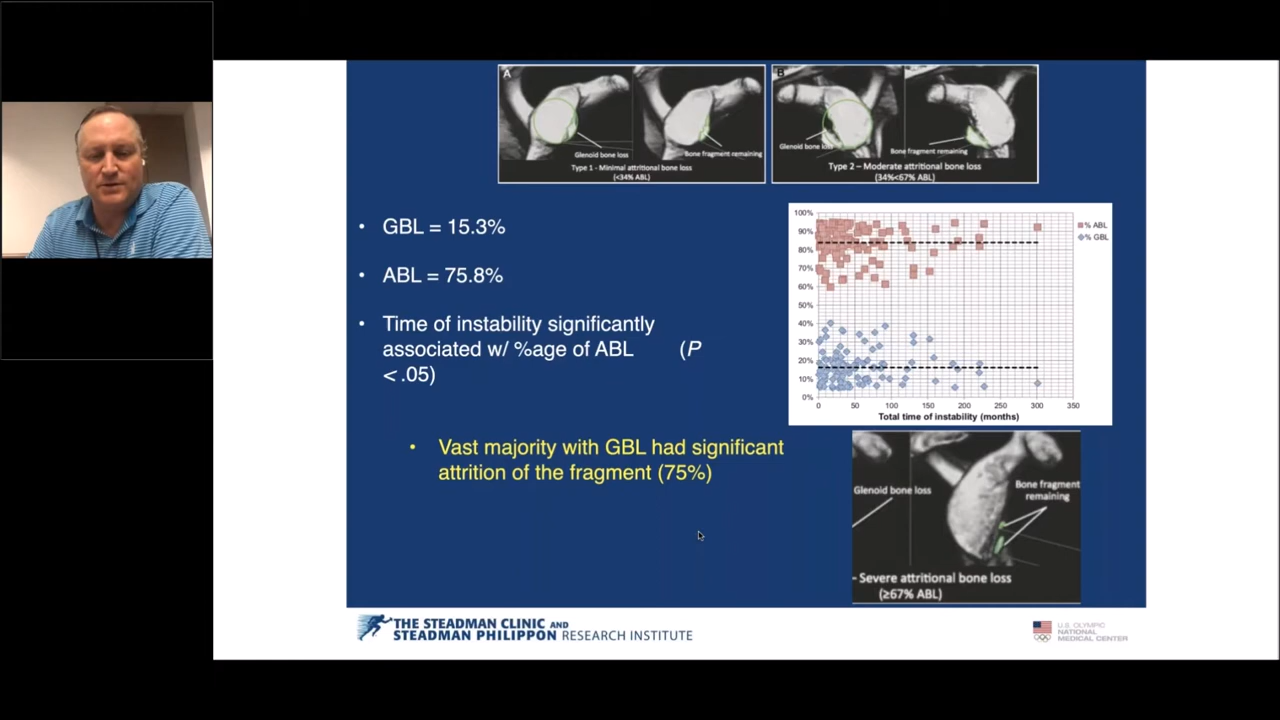 A
Glenoid bone loss
Bone fragment remaining
Type 1 - Minimal attritional bone loss
(<34% ABL)
B
Glenoid bone loss
Bone fragment remaining
Type 2 – Moderate attritional bone loss
(34%<67% ABL)
• GBL = 15.3%
• ABL = 75.8%
• Time of instability significantly
associated w/ %age of ABL (P
< .05)
• Vast majority with GBL had significant
attrition of the fragment (75%)
100%
90%
80%
70%
60%
50%
40%
30%
20%
10%
0%
0 50 100 150 200 250 300 350
Total time of instability (months)
% ABL
% GBL
Glenoid bone loss
Bone fragment
remaining
- Severe attritional bone loss
(≥67% ABL)
THE STEADMAN CLINIC AND
STEADMAN PHILIPPON RESEARCH INSTITUTE
U.S. OLYMPIC
NATIONAL
MEDICAL CENTER